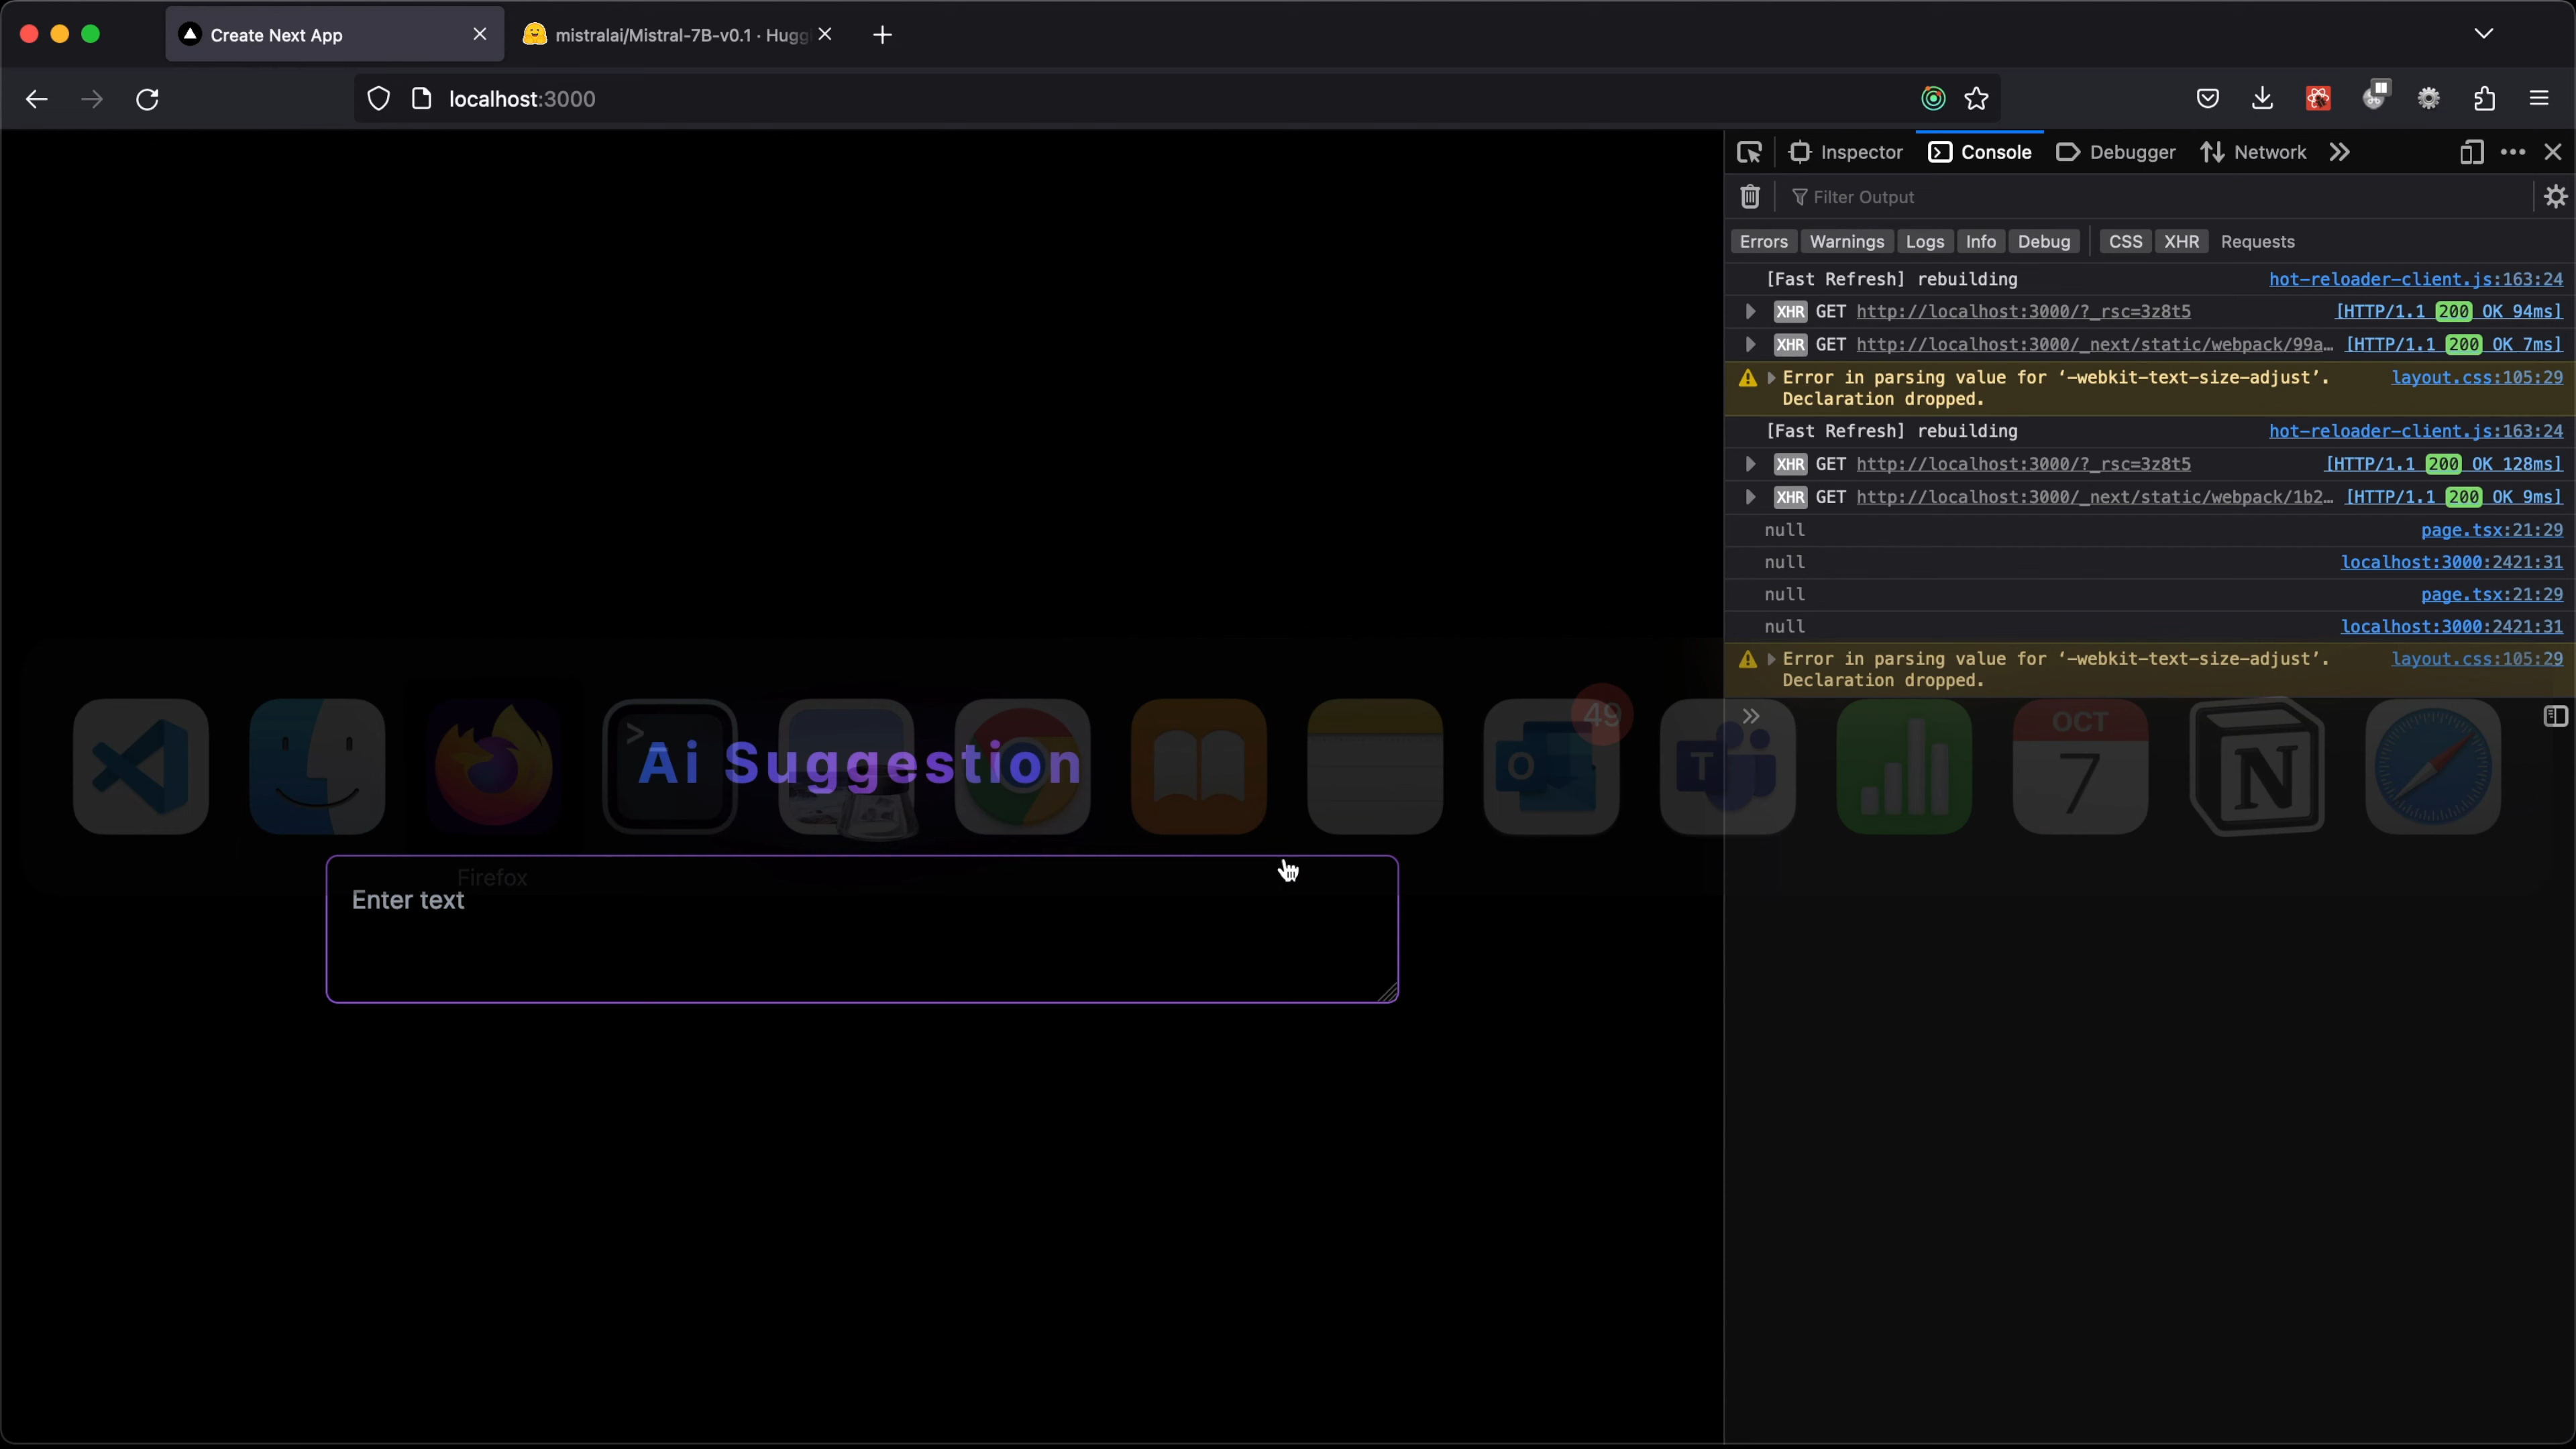 Create Next App
mistralai/Mistral-7B-v0.1 · Hugg
localhost:3000
Inspector
Console
Debugger
Network
Filter Output
Errors Warnings Logs Info Debug CSS XHR Requests
[Fast Refresh] rebuilding hot-reloader-client.js:163:24
XHR GET http://localhost:3000/?_rsc=3z8t5 [HTTP/1.1 200 OK 94ms]
XHR GET http://localhost:3000/_next/static/webpack/99a… [HTTP/1.1 200 OK 7ms]
Error in parsing value for ‘-webkit-text-size-adjust’. layout.css:105:29
Declaration dropped.
[Fast Refresh] rebuilding hot-reloader-client.js:163:24
XHR GET http://localhost:3000/?_rsc=3z8t5 [HTTP/1.1 200 OK 128ms]
XHR GET http://localhost:3000/_next/static/webpack/1b2… [HTTP/1.1 200 OK 9ms]
null page.tsx:21:29
null localhost:3000:2421:31
null page.tsx:21:29
null localhost:3000:2421:31
Error in parsing value for ‘-webkit-text-size-adjust’. layout.css:105:29
Declaration dropped.
49
OCT
7
O
T
N
Ai Suggestion
Firefox
Enter text